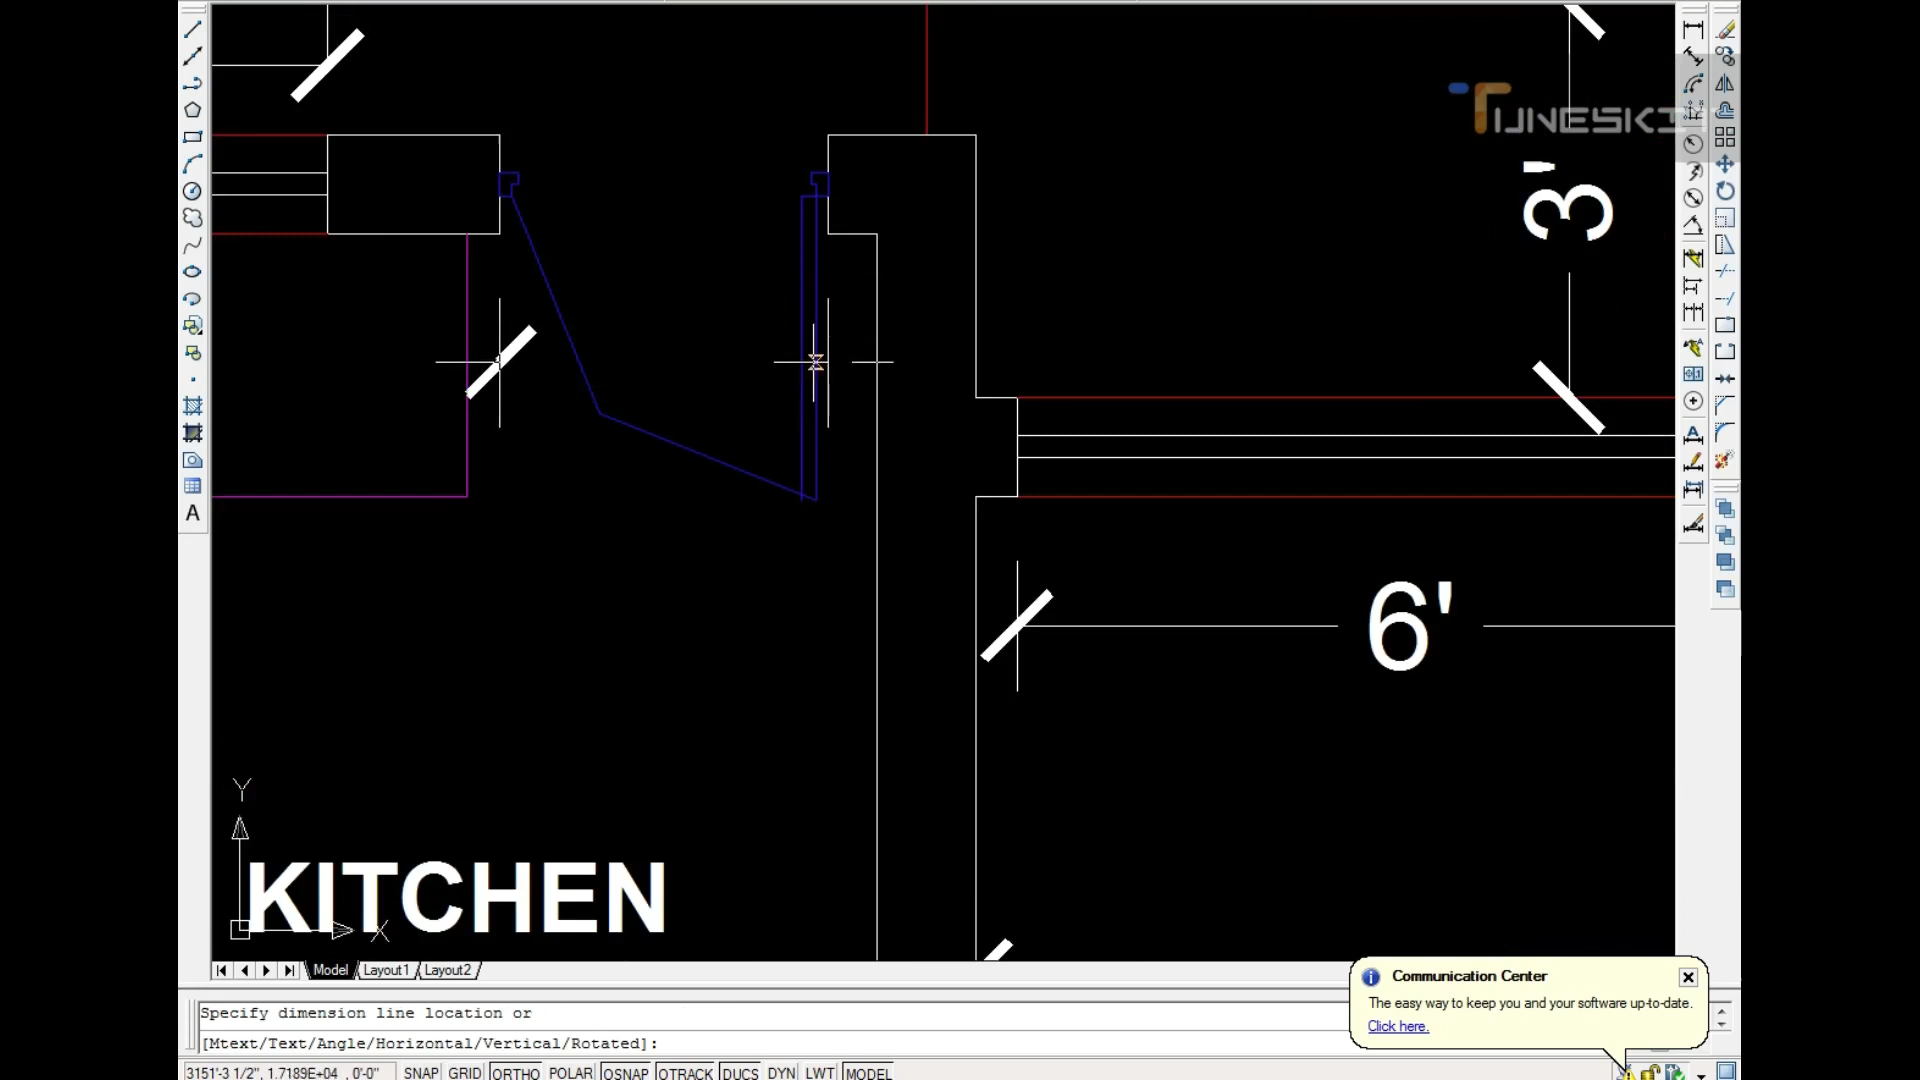 TUNESKIT
3'
6'
Y
KITCHEN
X
Model
Layout1
Layout2
Communication Center
The easy way to keep you and your software up-to-date.
Click here.
Specify dimension line location or
[Mtext/Text/Angle/Horizontal/Vertical/Rotated]:
3151'-3 1/2", 1.7189E+04 , 0'-0" SNAP GRID ORTHO POLAR OSNAP OTRACK DUCS DYN LWT MODEL
A